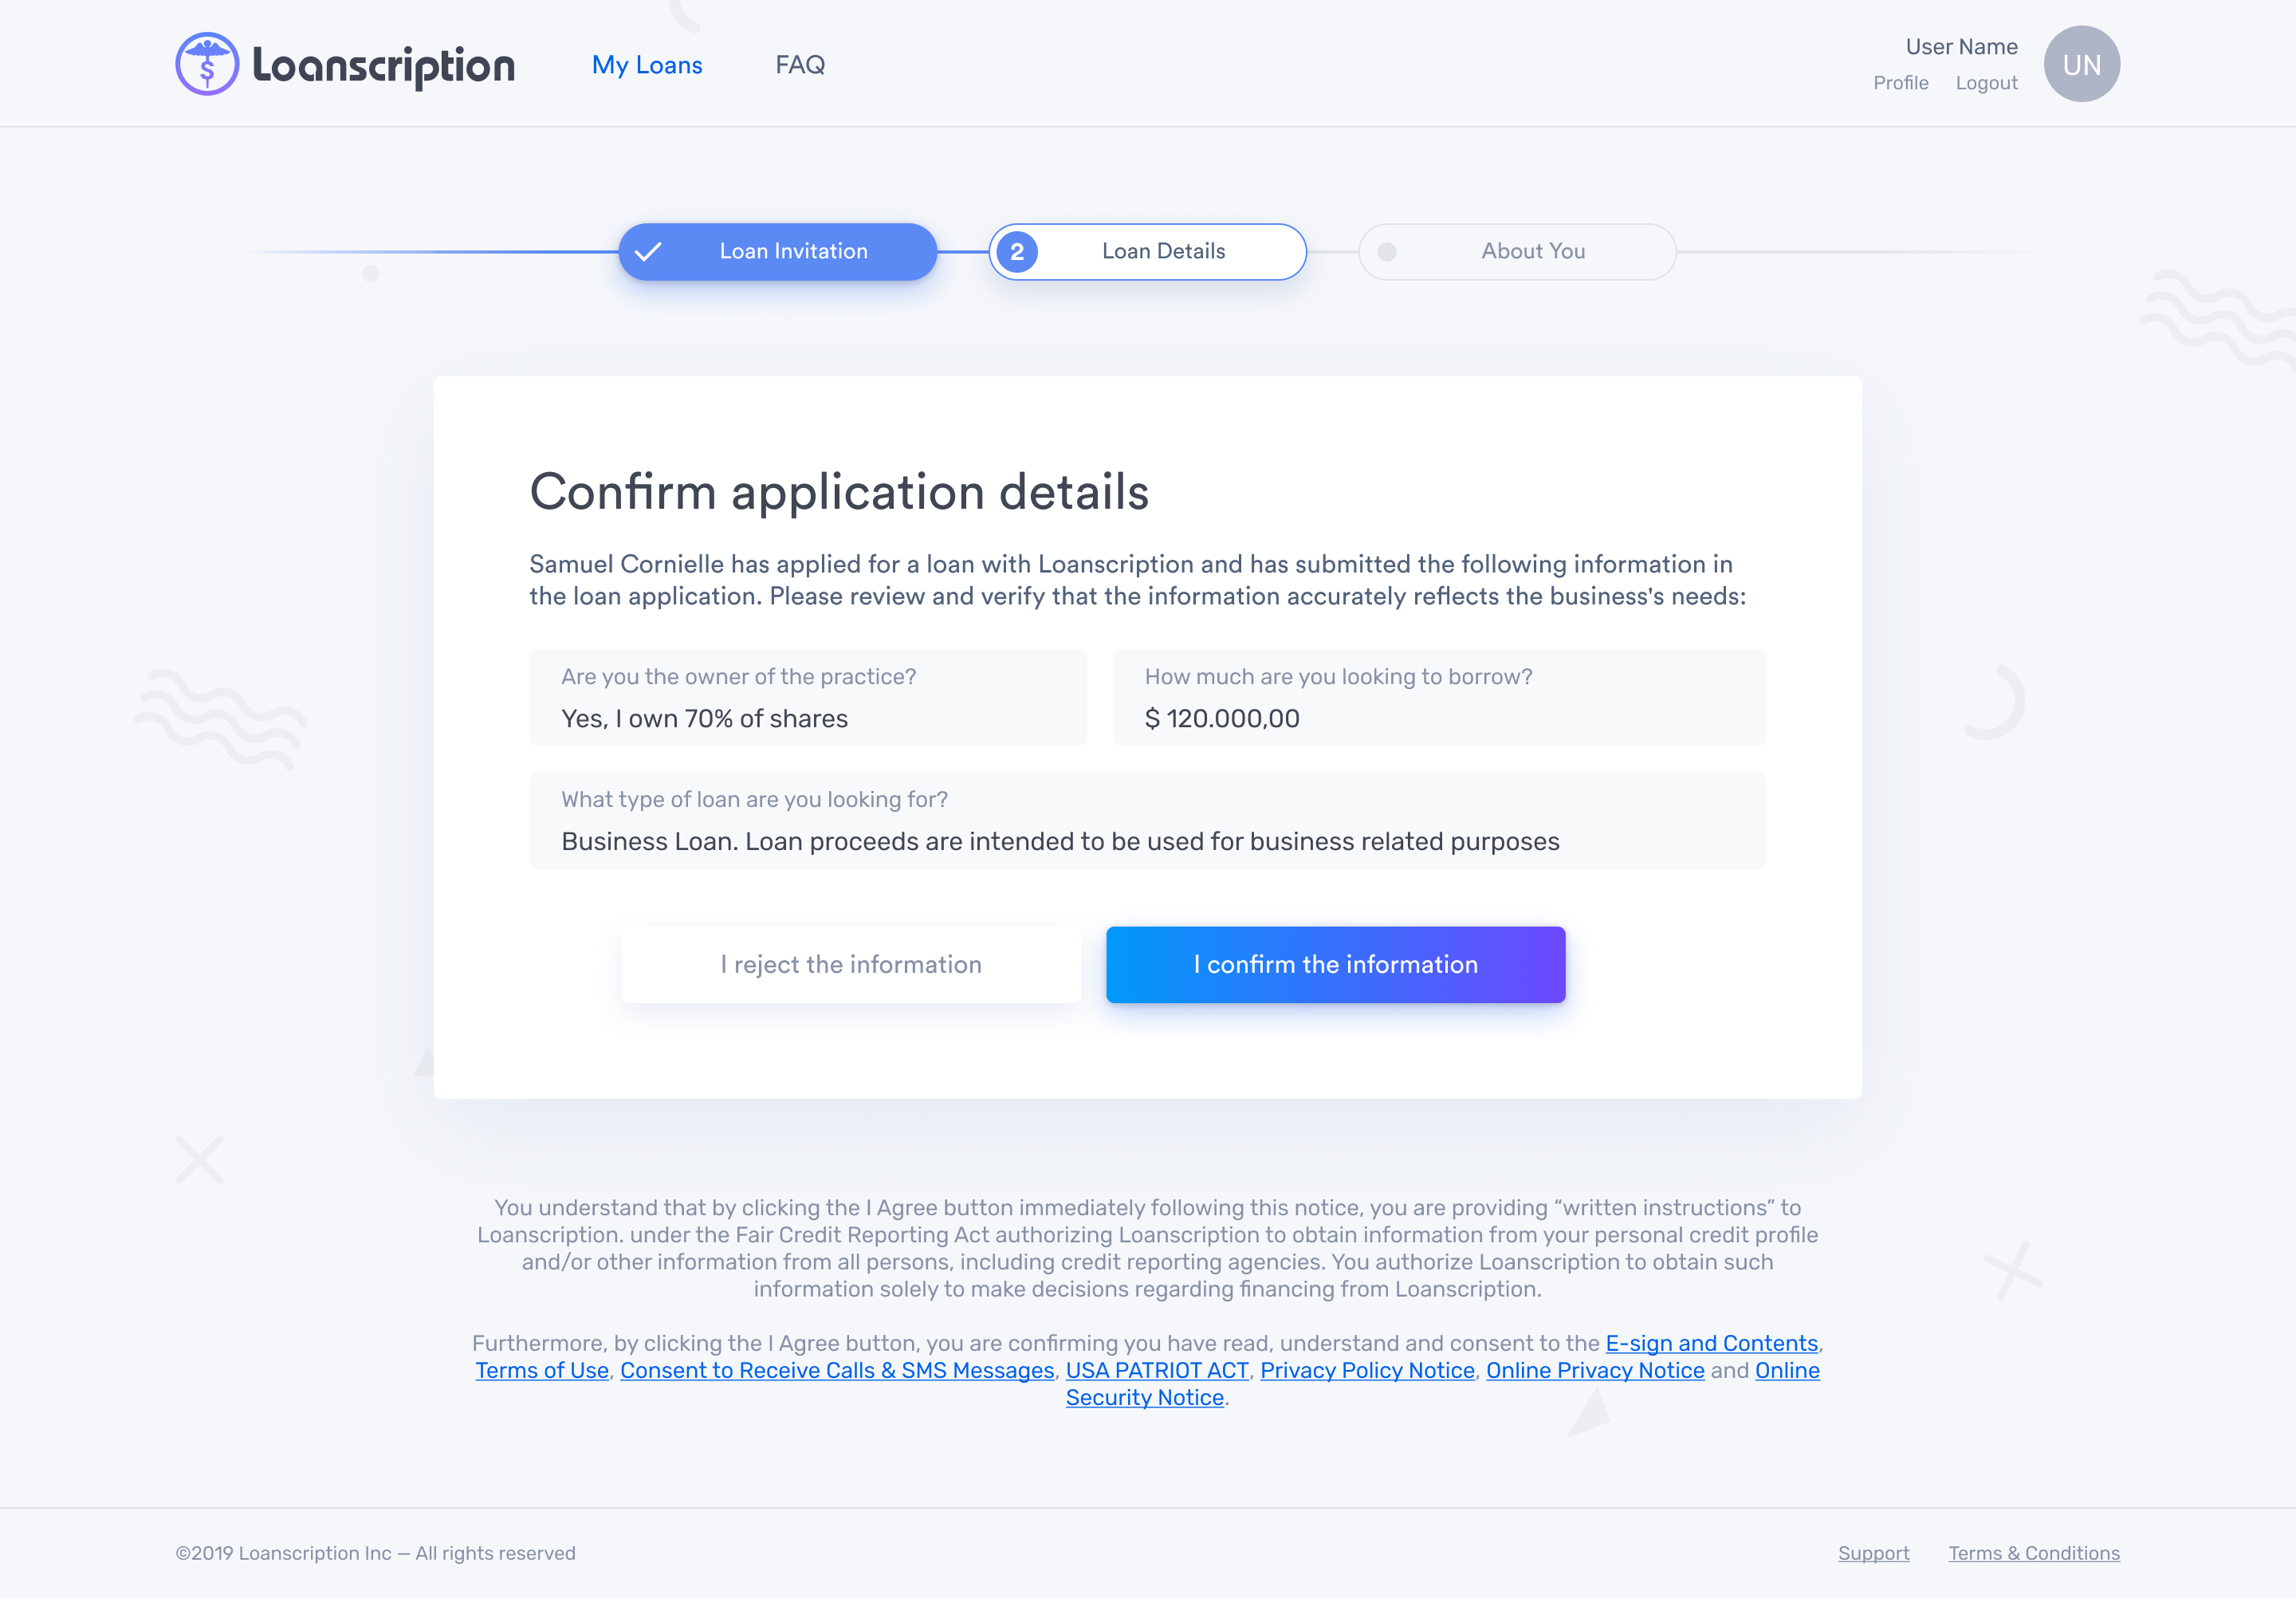 Loanscription
My Loans
FAQ
User Name
Profile
Logout
UN
Loan Invitation
2
Loan Details
About You
Confirm application details
Samuel Cornielle has applied for a loan with Loanscription and has submitted the following information in
the loan application. Please review and verify that the information accurately reflects the business's needs:
Are you the owner of the practice?
Yes, I own 70% of shares
How much are you looking to borrow?
$ 120.000,00
What type of loan are you looking for?
Business Loan. Loan proceeds are intended to be used for business related purposes
I reject the information
I confirm the information
You understand that by clicking the I Agree button immediately following this notice, you are providing “written instructions” to
Loanscription. under the Fair Credit Reporting Act authorizing Loanscription to obtain information from your personal credit profile
and/or other information from all persons, including credit reporting agencies. You authorize Loanscription to obtain such
information solely to make decisions regarding financing from Loanscription.
Furthermore, by clicking the I Agree button, you are confirming you have read, understand and consent to the E-sign and Contents,
Terms of Use, Consent to Receive Calls & SMS Messages, USA PATRIOT ACT, Privacy Policy Notice, Online Privacy Notice and Online
Security Notice.
©2019 Loanscription Inc — All rights reserved
Support
Terms & Conditions